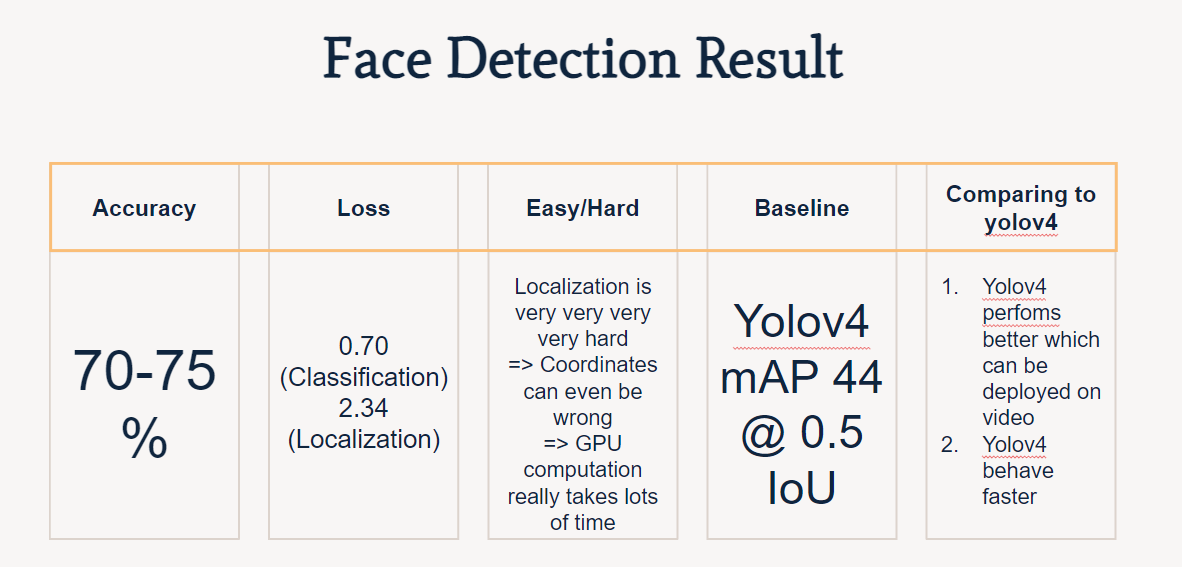 Face Detection Result
Accuracy
Loss
Easy/Hard
Baseline
Comparing to
yolov4
70-75
%
0.70
(Classification)
2.34
(Localization)
Localization is
very very very
very hard
=> Coordinates
can even be
wrong
=> GPU
computation
really takes lots
of time
Yolov4
mAP 44
@ 0.5
IoU
1. Yolov4
perfoms
better which
can be
deployed on
video
2. Yolov4
behave
faster